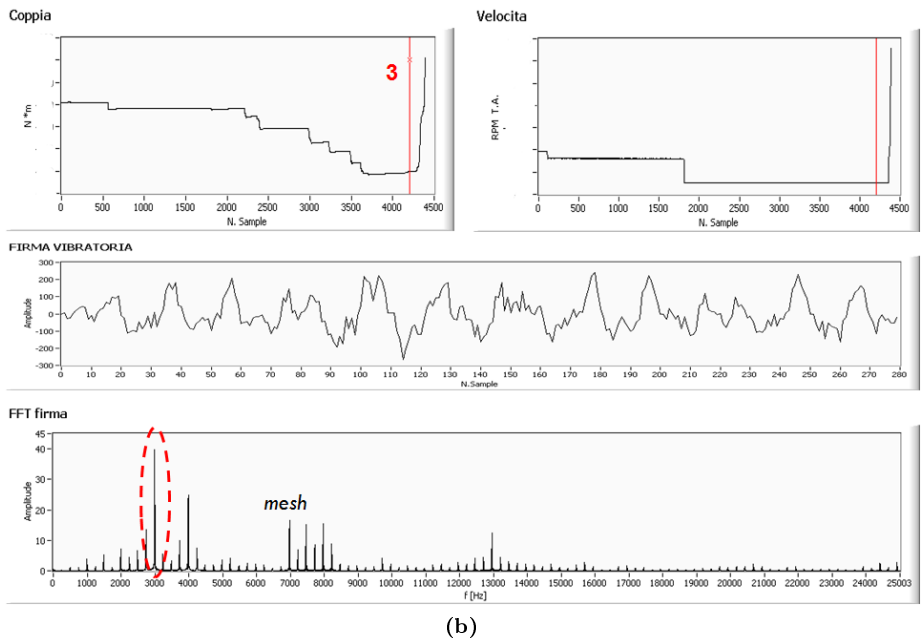 Coppia
Velocita
N *m
3
0 500 1000 1500 2000 2500 3000 3500 4000 4500
N. Sample
RPM T.A.
0 500 1000 1500 2000 2500 3000 3500 4000 4500
N. Sample
FIRMA VIBRATORIA
Amplitude
300
200
100
0
-100
-200
-300
0 10 20 30 40 50 60 70 80 90 100 110 120 130 140 150 160 170 180 190 200 210 220 230 240 250 260 270 280
N.Sample
FFT firma
Amplitude
45
40
30
20
10
0
mesh
0 1000 2000 3000 4000 5000 6000 7000 8000 9000 10000 11000 12000 13000 14000 15000 16000 17000 18000 19000 20000 21000 22000 23000 25003
f [Hz]
(b)